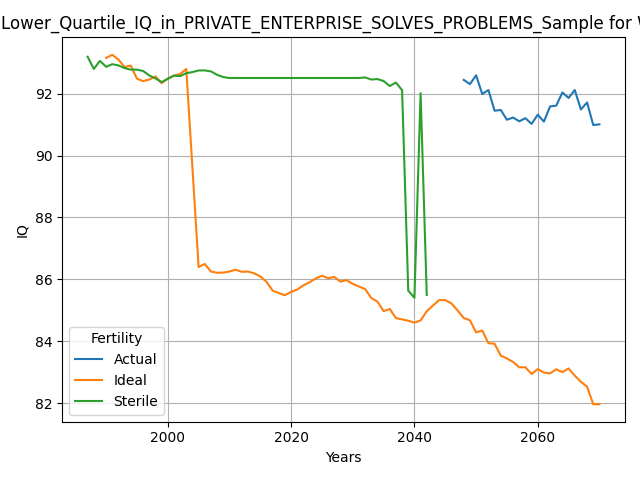 Lower_Quartile_IQ_in_PRIVATE_ENTERPRISE_SOLVES_PROBLEMS_Sample for
92
90
88
86
84
82
IQ
Fertility
Actual
Ideal
Sterile
2000 2020 2040 2060
Years